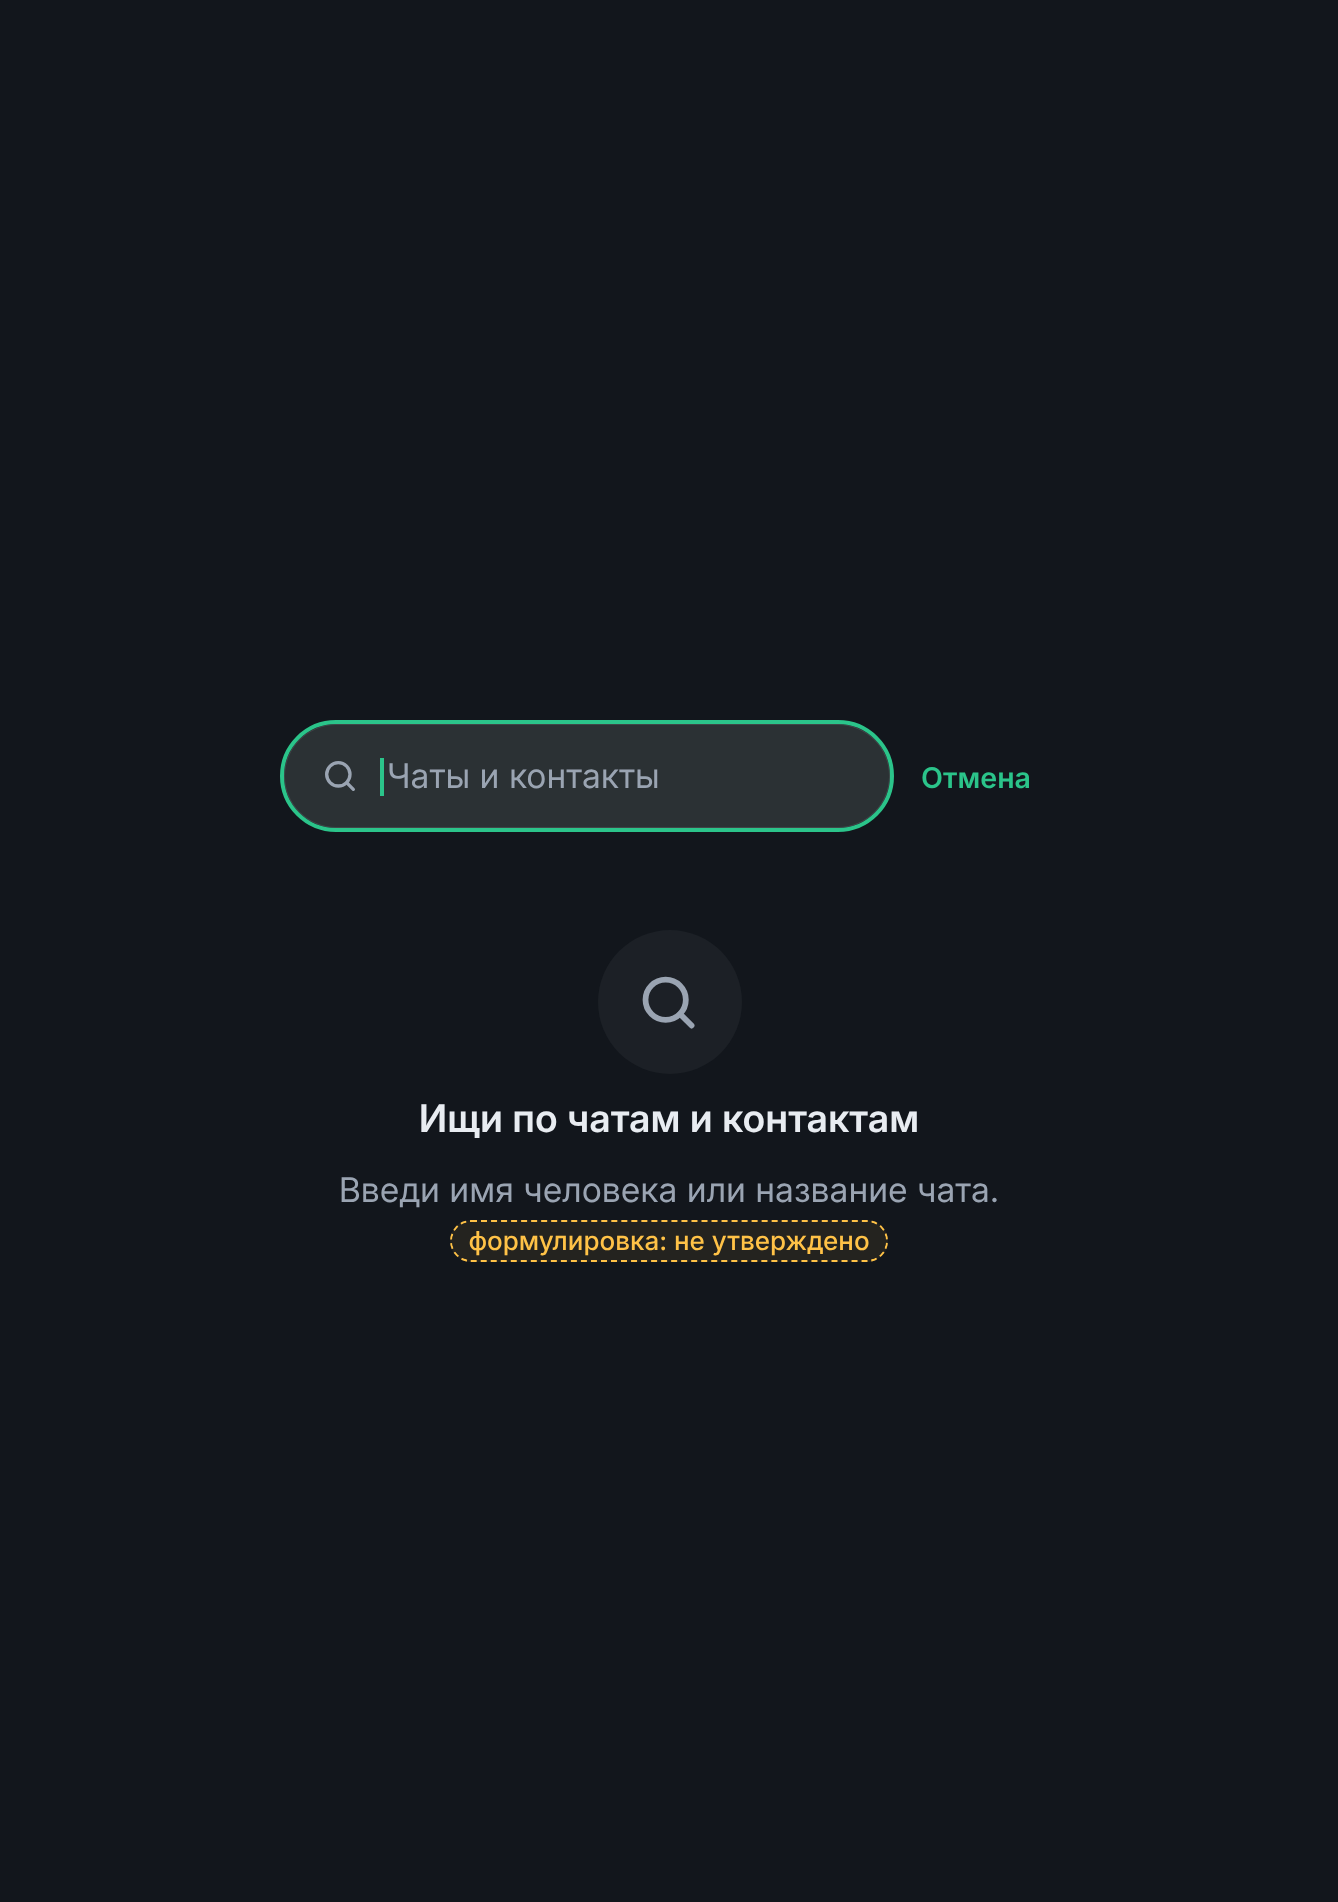 Чаты и контакты
Отмена
Ищи по чатам и контактам
Введи имя человека или название чата.
формулировка: не утверждено